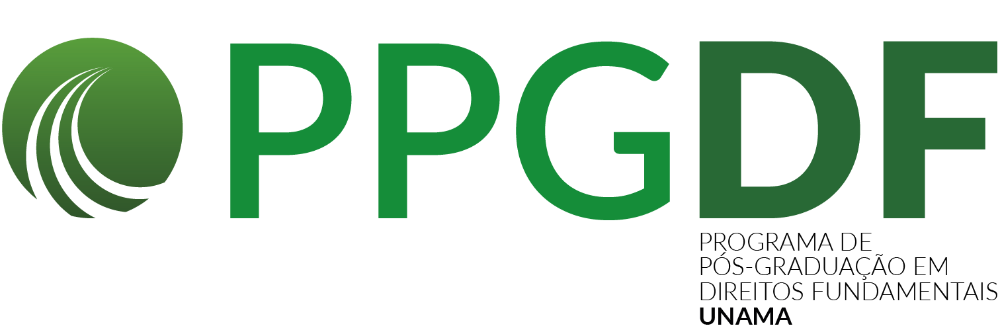 PPGDF
PROGRAMA DE
PÓS-GRADUAÇÃO EM
DIREITOS FUNDAMENTAIS
UNAMA